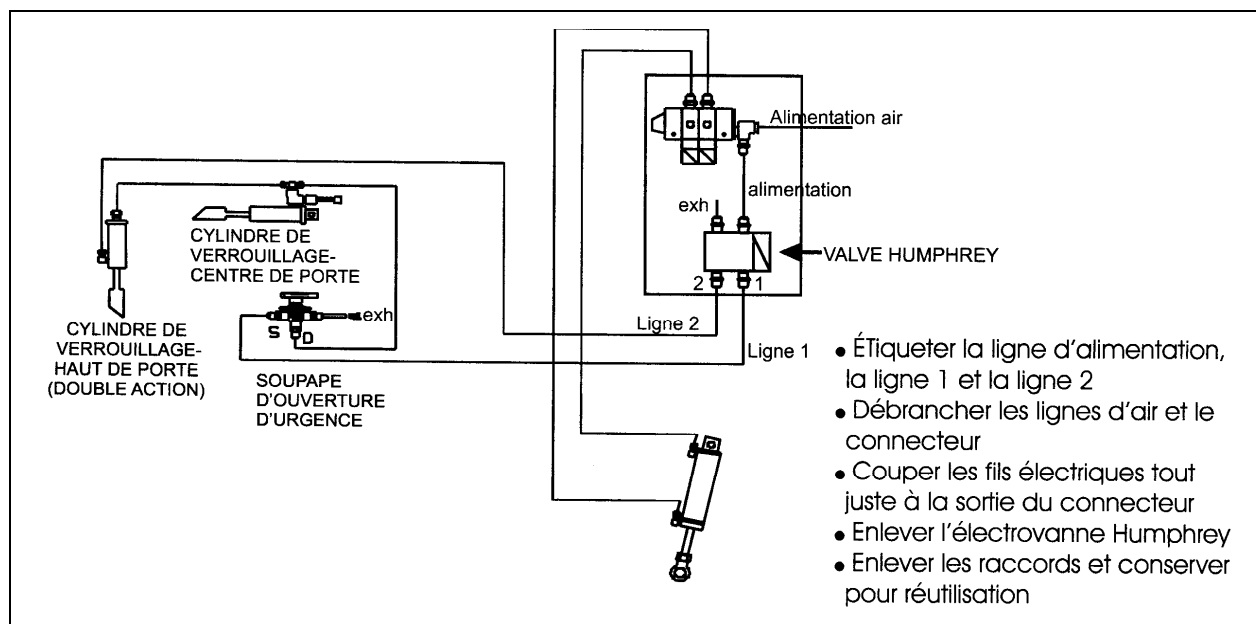 Alimentation air
alimentation
exh
VALVE HUMPHREY
2
1
Ligne 2
Ligne 1
CYLINDRE DE
VERROUILLAGE-
CENTRE DE PORTE
exh
S
D
CYLINDRE DE
VERROUILLAGE-
HAUT DE PORTE
(DOUBLE ACTION)
SOUPAPE
D'OUVERTURE
D'URGENCE
• ÉTiqueter la ligne d'alimentation,
la ligne 1 et la ligne 2
• Débrancher les lignes d'air et le
connecteur
• Couper les fils électriques tout
juste à la sortie du connecteur
• Enlever l'électrovanne Humphrey
• Enlever les raccords et conserver
pour réutilisation